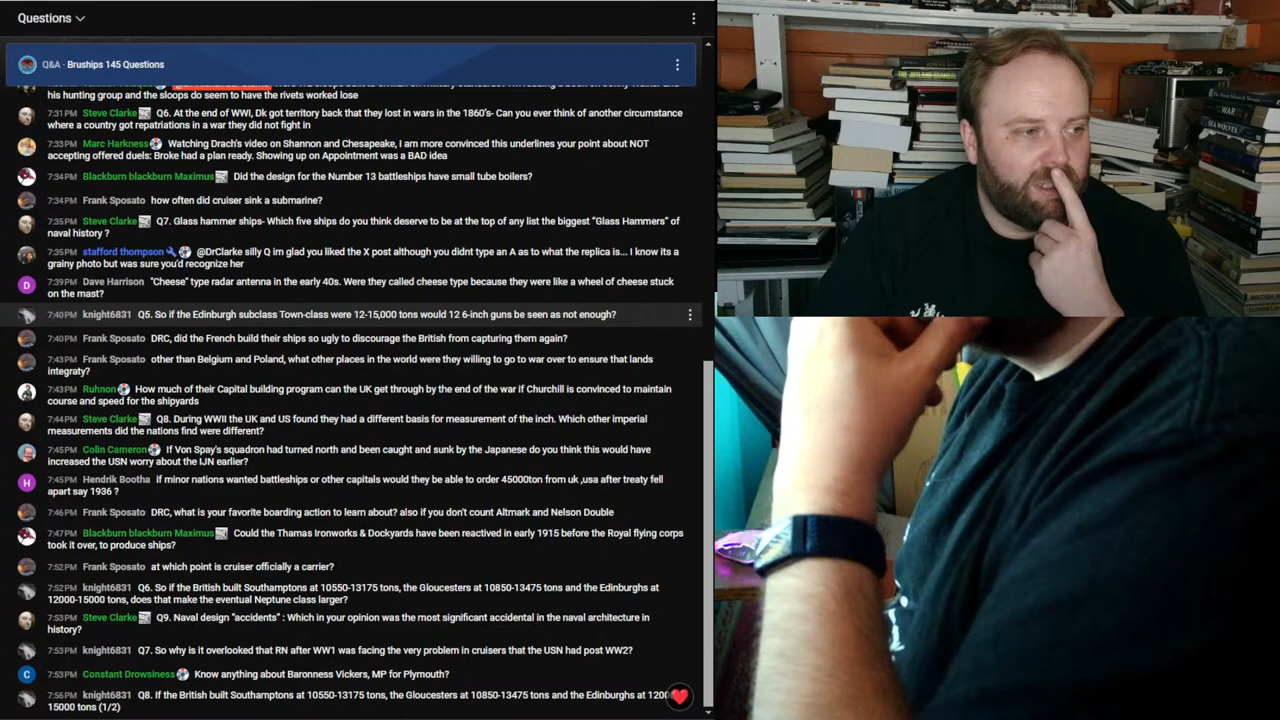 Questions
Q&A · Bruships 145 Questions
his hunting group and the sloops do seem to have the rivets worked lose
7:31PM Steve Clarke Q6. At the end of WWI, Dk got territory back that they lost in wars in the 1860's- Can you ever think of another circumstance
where a country got repatriations in a war they did not fight in
7:33PM Marc Harkness Watching Drach's video on Shannon and Chesapeake, I am more convinced this underlines your point about NOT
accepting offered duels: Broke had a plan ready. Showing up on Appointment was a BAD idea
7:34PM Blackburn blackburn Maximus Did the design for the Number 13 battleships have small tube boilers?
7:34PM Frank Sposato how often did cruiser sink a submarine?
7:35PM Steve Clarke Q7. Glass hammer ships- Which five ships do you think deserve to be at the top of any list the biggest "Glass Hammers" of
naval history ?
7:35PM stafford thompson @DrClarke silly Q im glad you liked the X post although you didnt type an A as to what the replica is... I know its a
grainy photo but was sure you'd recognize her
D 7:39PM Dave Harrison "Cheese" type radar antenna in the early 40s. Were they called cheese type because they were like a wheel of cheese stuck
on the mast?
7:40PM knight6831 Q5. So if the Edinburgh subclass Town-class were 12-15,000 tons would 12 6-inch guns be seen as not enough?
7:40PM Frank Sposato DRC, did the French build their ships so ugly to discourage the British from capturing them again?
7:43PM Frank Sposato other than Belgium and Poland, what other places in the world were they willing to go to war over to ensure that lands
integraty?
7:43PM Ruhnon How much of their Capital building program can the UK get through by the end of the war if Churchill is convinced to maintain
course and speed for the shipyards
7:44PM Steve Clarke Q8. During WWII the UK and US found they had a different basis for measurement of the inch. Which other imperial
measurements did the nations find were different?
7:45PM Colin Cameron If Von Spay's squadron had turned north and been caught and sunk by the Japanese do you think this would have
increased the USN worry about the IJN earlier?
H 7:45PM Hendrik Bootha if minor nations wanted battleships or other capitals would they be able to order 45000ton from uk ,usa after treaty fell
apart say 1936 ?
7:46PM Frank Sposato DRC, what is your favorite boarding action to learn about? also if you don't count Altmark and Nelson Double
7:47PM Blackburn blackburn Maximus Could the Thamas Ironworks & Dockyards have been reactived in early 1915 before the Royal flying corps
took it over, to produce ships?
7:52PM Frank Sposato at which point is cruiser officially a carrier?
7:52PM knight6831 Q6. So if the British built Southamptons at 10550-13175 tons, the Gloucesters at 10850-13475 tons and the Edinburghs at
12000-15000 tons, does that make the eventual Neptune class larger?
7:53PM Steve Clarke Q9. Naval design "accidents" : Which in your opinion was the most significant accidental in the naval architecture in
history?
7:53PM knight6831 Q7. So why is it overlooked that RN after WW1 was facing the very problem in cruisers that the USN had post WW2?
C 7:53PM Constant Drowsiness Know anything about Baronness Vickers, MP for Plymouth?
7:56PM knight6831 Q8. If the British built Southamptons at 10550-13175 tons, the Gloucesters at 10850-13475 tons and the Edinburghs at 1200
15000 tons (1/2)
WAR
SEA WOLVES